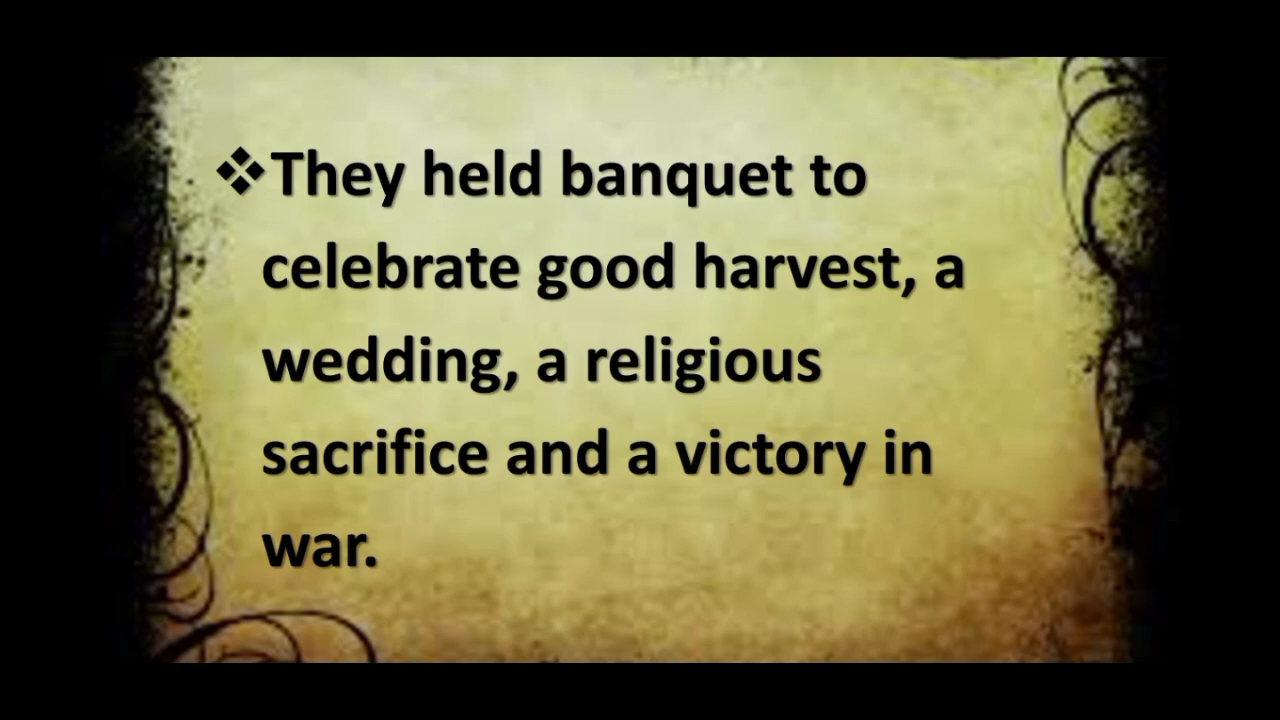 ❖They held banquet to
celebrate good harvest, a
wedding, a religious
sacrifice and a victory in
war.